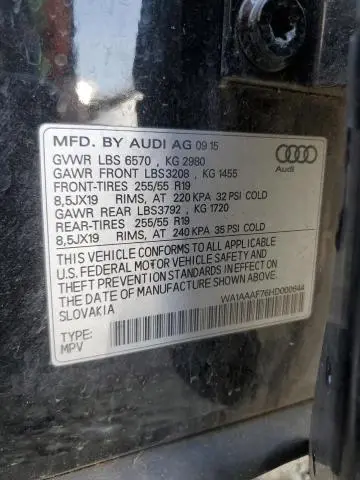 MFD. BY AUDI AG 09 15
GVWR LBS 6570 , KG 2980
GAWR FRONT LBS3208 , KG 1455
FRONT-TIRES 255/55 R19
8,5JX19 RIMS, AT 220 KPA 32 PSI COLD
GAWR REAR LBS3792 , KG 1720
REAR-TIRES 255/55 R19
8,5JX19 RIMS, AT 240 KPA 35 PSI COLD
Audi
THIS VEHICLE CONFORMS TO ALL APPLICABLE
U.S. FEDERAL MOTOR VEHICLE SAFETY AND
THEFT PREVENTION STANDARDS IN EFFECT ON
THE DATE OF MANUFACTURE SHOWN ABOVE
SLOVAKIA
WA1AAAF76HD000644
TYPE:
MPV